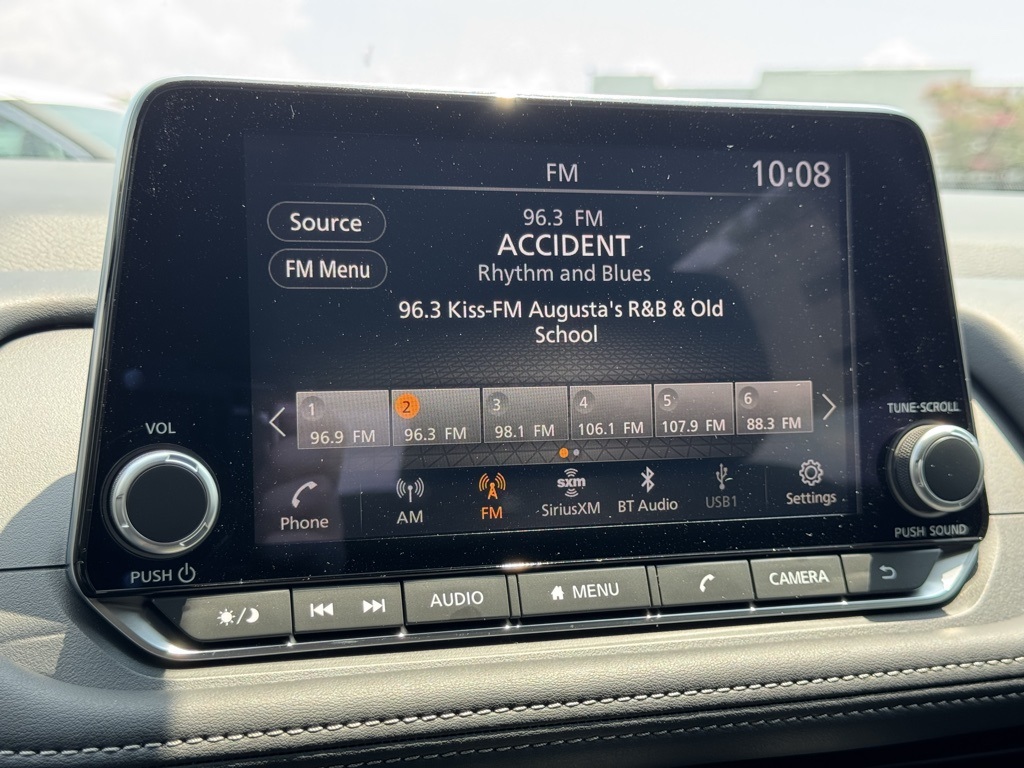 FM 10:08
Source
FM Menu
96.3 FM
ACCIDENT
Rhythm and Blues
96.3 Kiss-FM Augusta's R&B & Old
School
1 2 3 4 5 6
96.9 FM 96.3 FM 98.1 FM 106.1 FM 107.9 FM 88.3 FM
sxm
Phone AM FM SiriusXM BT Audio USB1 Settings
VOL
PUSH
TUNE·SCROLL
PUSH SOUND
AUDIO MENU CAMERA